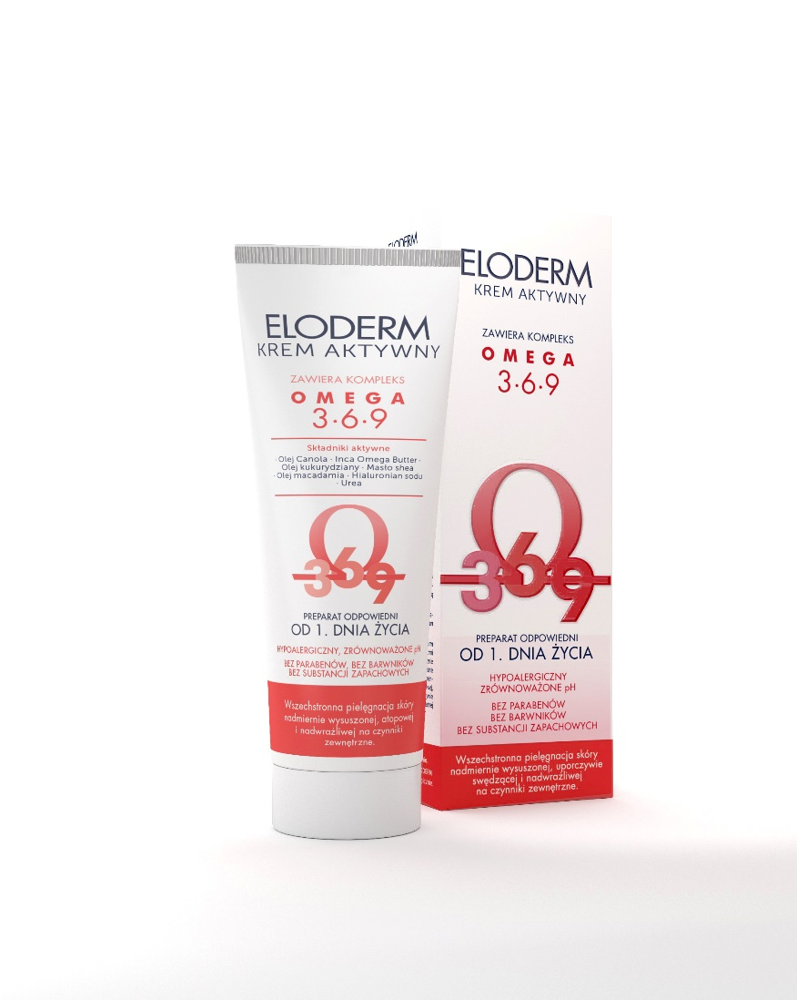 ELODERM
KREM AKTYWNY
ZAWIERA KOMPLEKS
OMEGA
3·6·9
Składniki aktywne
· Olej Canola · Inca Omega Butter ·
Olej kukurydziany · Masło shea
· Olej macadamia · Hialuronian sodu
· Urea
369
PREPARAT ODPOWIEDNI
OD 1. DNIA ŻYCIA
HYPOALERGICZNY, ZRÓWNOWAŻONE pH
BEZ PARABENÓW, BEZ BARWNIKÓW
BEZ SUBSTANCJI ZAPACHOWYCH
Wszechstronna pielęgnacja skóry
nadmiernie wysuszonej, atopowej
i nadwrażliwej na czynniki
zewnętrzne.
ELODERM
ELODERM
KREM AKTYWNY
ZAWIERA KOMPLEKS
OMEGA
3·6·9
369
PREPARAT ODPOWIEDNI
OD 1. DNIA ŻYCIA
HYPOALERGICZNY
ZRÓWNOWAŻONE pH
BEZ PARABENÓW
BEZ BARWNIKÓW
BEZ SUBSTANCJI ZAPACHOWYCH
Wszechstronna pielęgnacja skóry
nadmiernie wysuszonej, uporczywie
swędzącej i nadwrażliwej
na czynniki zewnętrzne.